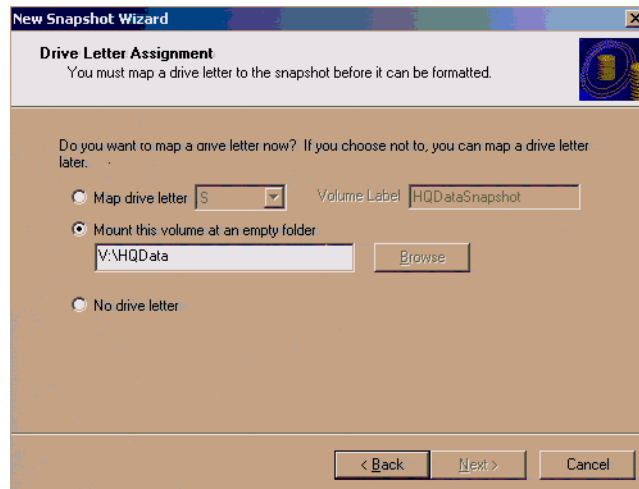 New Snapshot Wizard
Drive Letter Assignment
You must map a drive letter to the snapshot before it can be formatted.
Do you want to map a drive letter now? If you choose not to, you can map a drive letter
later.
Map drive letter S Volume Label HQDataSnapshot
Mount this volume at an empty folder
V:\HQData Browse
No drive letter
< Back Next > Cancel